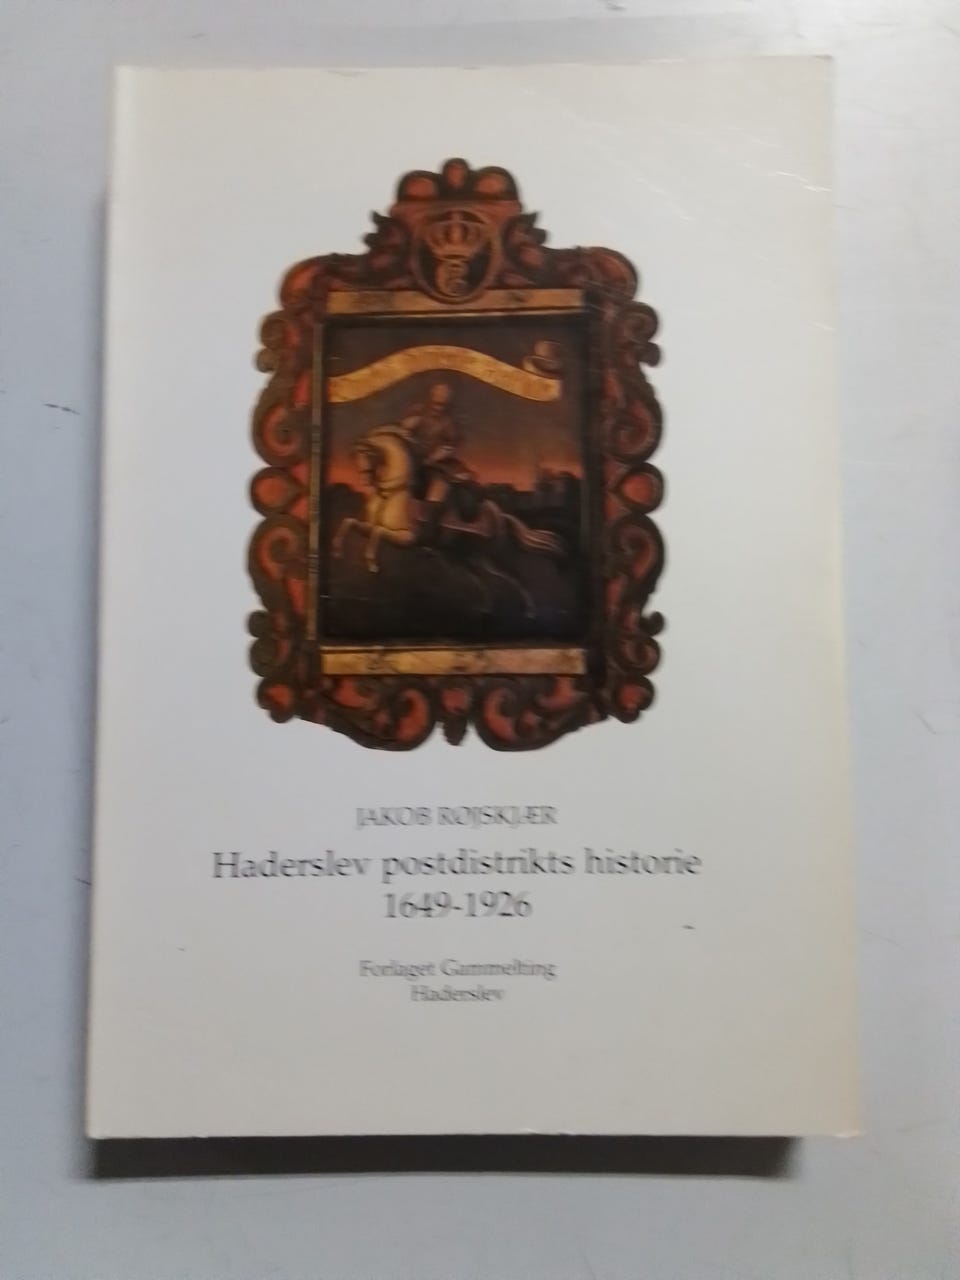 JAKOB RØJSKJÆR
Haderslev postdistrikts historie
1649-1926
Forlaget Gammelting
Haderslev